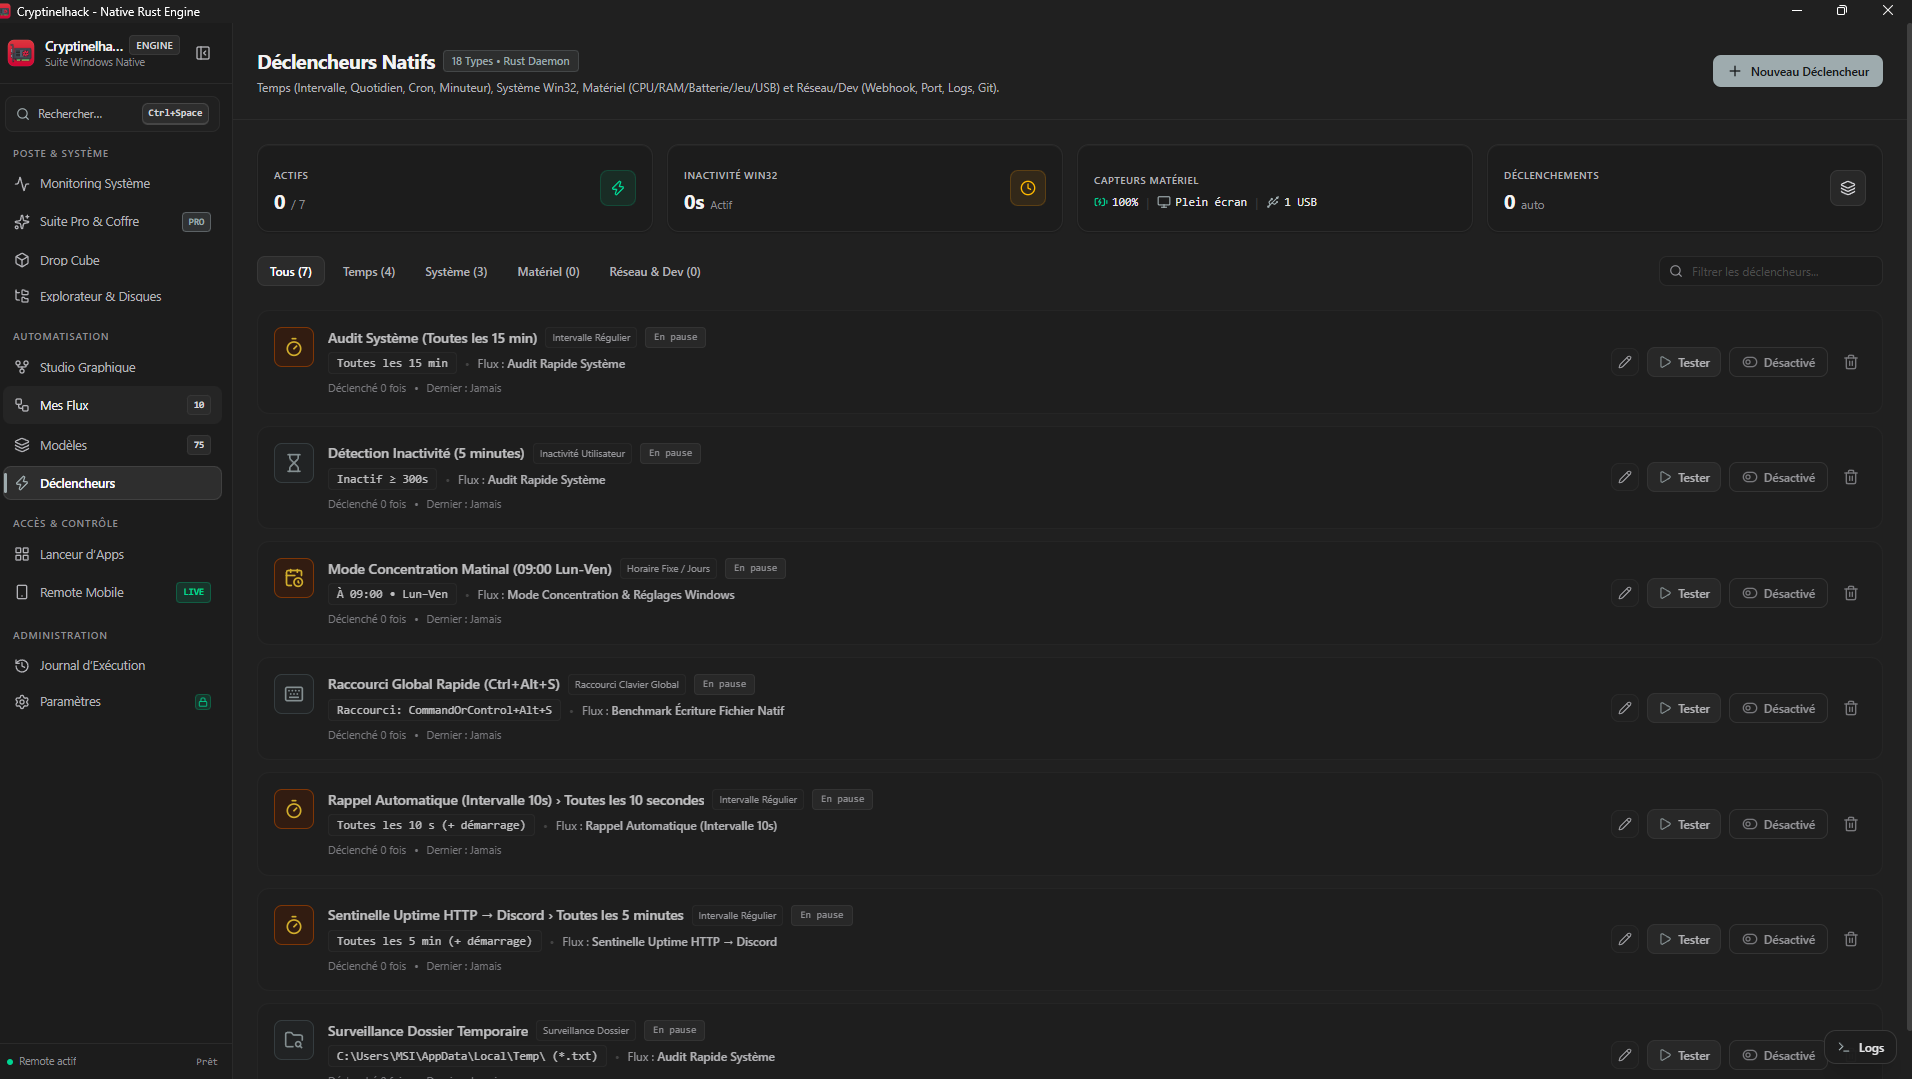 Cryptinelhack - Native Rust Engine
Cryptinelha... ENGINE
Suite Windows Native
Rechercher... Ctrl+Space
POSTE & SYSTÈME
Monitoring Système
Suite Pro & Coffre PRO
Drop Cube
Explorateur & Disques
AUTOMATISATION
Studio Graphique
Mes Flux 10
Modèles 75
Déclencheurs
ACCÈS & CONTRÔLE
Lanceur d'Apps
Remote Mobile LIVE
ADMINISTRATION
Journal d'Exécution
Paramètres
Remote actif Prêt
Déclencheurs Natifs 18 Types • Rust Daemon
Temps (Intervalle, Quotidien, Cron, Minuteur), Système Win32, Matériel (CPU/RAM/Batterie/Jeu/USB) et Réseau/Dev (Webhook, Port, Logs, Git).
Nouveau Déclencheur
ACTIFS
0 / 7
INACTIVITÉ WIN32
0s Actif
CAPTEURS MATÉRIEL
100% Plein écran 1 USB
DÉCLENCHEMENTS
0 auto
Tous (7) Temps (4) Système (3) Matériel (0) Réseau & Dev (0) Filtrer les déclencheurs...
Audit Système (Toutes les 15 min) Intervalle Régulier En pause
Toutes les 15 min • Flux : Audit Rapide Système
Déclenché 0 fois • Dernier : Jamais
Tester Désactivé
Détection Inactivité (5 minutes) Inactivité Utilisateur En pause
Inactif ≥ 300s • Flux : Audit Rapide Système
Déclenché 0 fois • Dernier : Jamais
Tester Désactivé
Mode Concentration Matinal (09:00 Lun-Ven) Horaire Fixe / Jours En pause
À 09:00 • Lun-Ven • Flux : Mode Concentration & Réglages Windows
Déclenché 0 fois • Dernier : Jamais
Tester Désactivé
Raccourci Global Rapide (Ctrl+Alt+S) Raccourci Clavier Global En pause
Raccourci: CommandOrControl+Alt+S • Flux : Benchmark Écriture Fichier Natif
Déclenché 0 fois • Dernier : Jamais
Tester Désactivé
Rappel Automatique (Intervalle 10s) › Toutes les 10 secondes Intervalle Régulier En pause
Toutes les 10 s (+ démarrage) • Flux : Rappel Automatique (Intervalle 10s)
Déclenché 0 fois • Dernier : Jamais
Tester Désactivé
Sentinelle Uptime HTTP → Discord › Toutes les 5 minutes Intervalle Régulier En pause
Toutes les 5 min (+ démarrage) • Flux : Sentinelle Uptime HTTP → Discord
Déclenché 0 fois • Dernier : Jamais
Tester Désactivé
Surveillance Dossier Temporaire Surveillance Dossier En pause
C:\Users\MSI\AppData\Local\Temp\ (*.txt) • Flux : Audit Rapide Système
Tester Désactivé
Logs